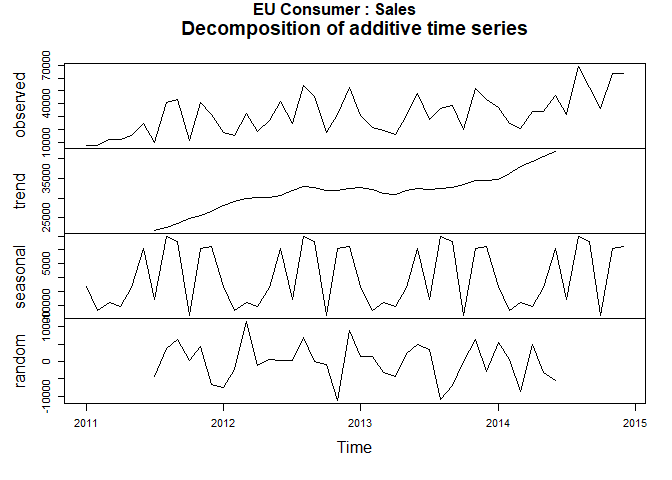 EU Consumer : Sales
Decomposition of additive time series
observed
10000 40000 70000
trend
25000 35000
seasonal
5000
random
-10000 0
2011 2012 2013 2014 2015
Time